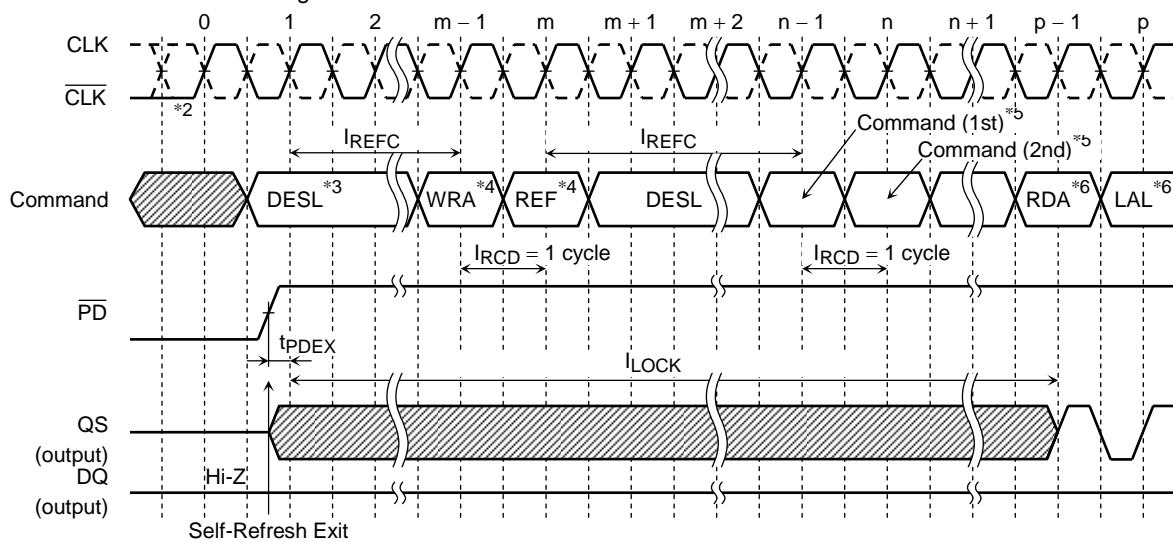 0 1 2 m − 1 m m + 1 m + 2 n − 1 n n + 1 p − 1 p
CLK
CLK
*2
IREFC IREFC Command (1st)*5
Command (2nd)*5
Command DESL*3 WRA*4 REF*4 DESL RDA*6 LAL*6
IRCD = 1 cycle IRCD = 1 cycle
PD
tPDEX
ILOCK
QS
(output)
DQ Hi-Z
(output)
Self-Refresh Exit